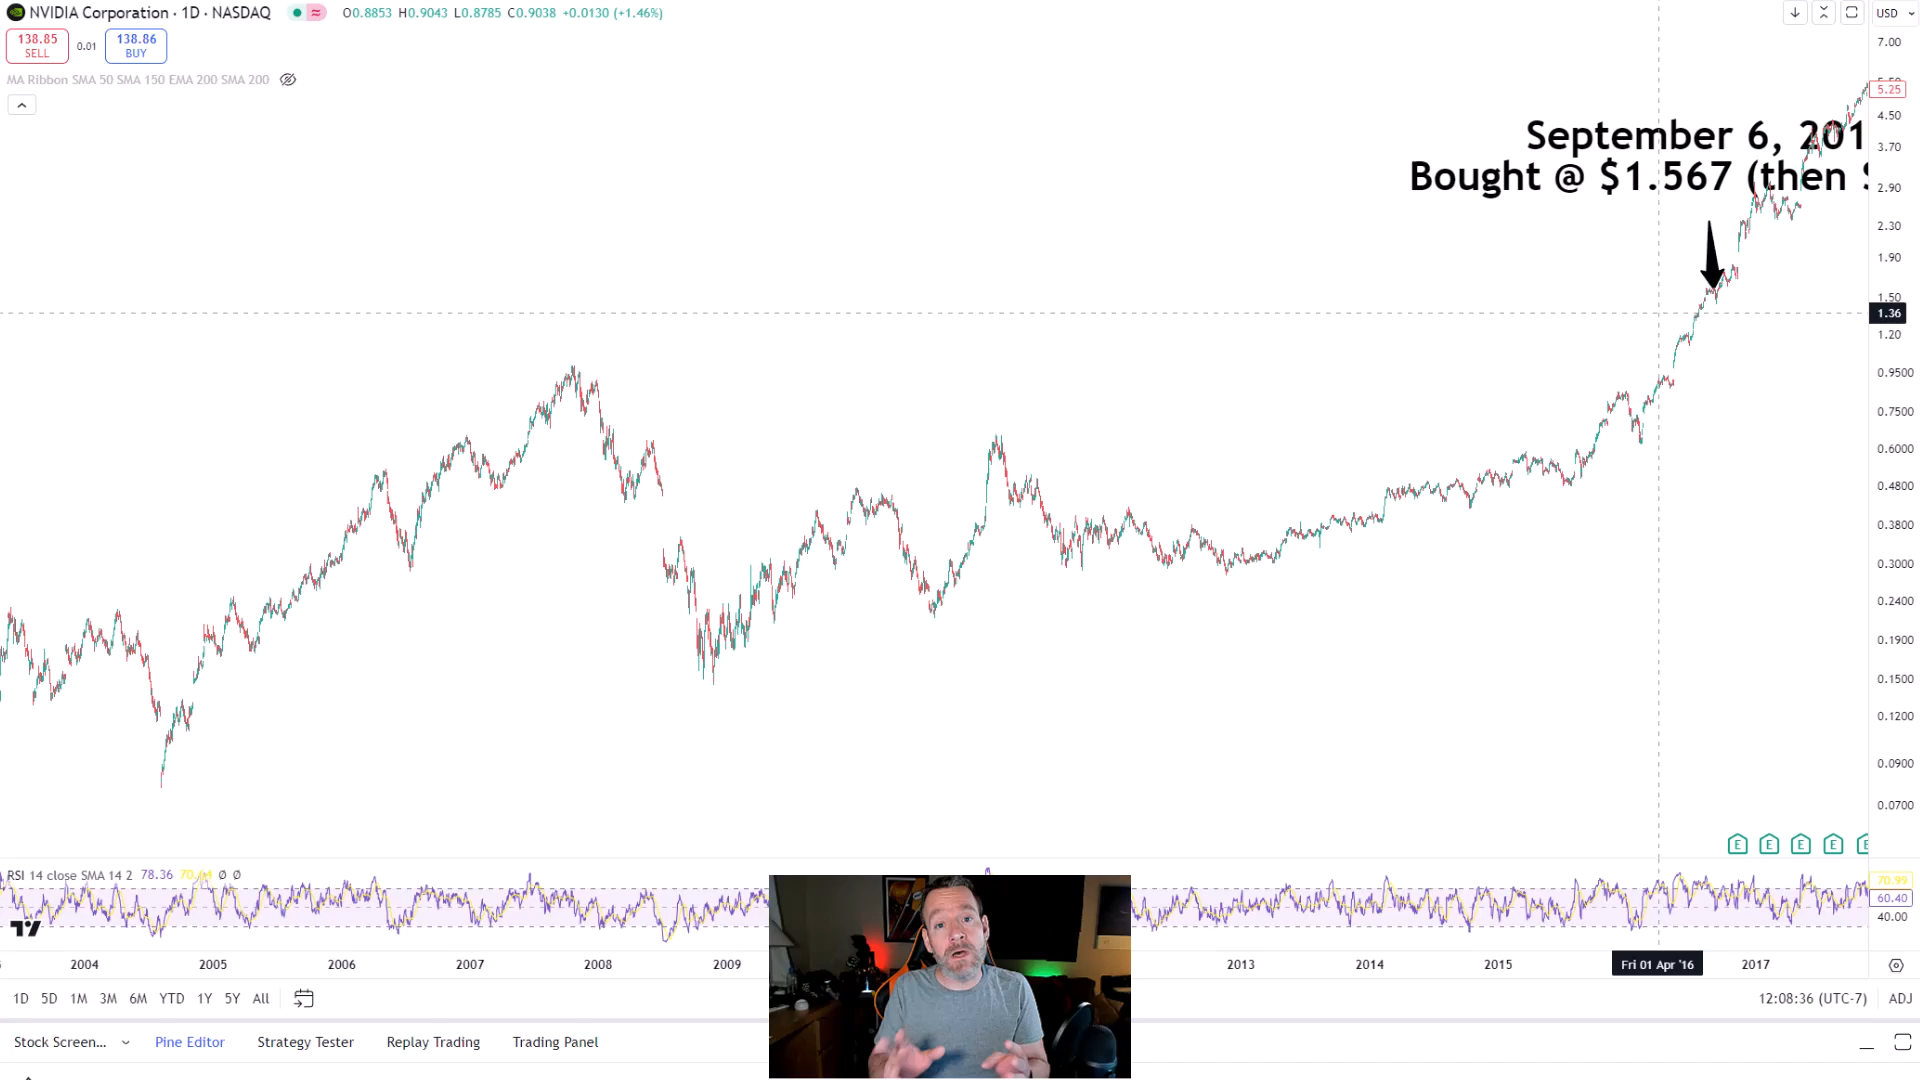 NVIDIA Corporation · 1D · NASDAQ
O0.8853 H0.9043 L0.8785 C0.9038 +0.0130 (+1.46%)
USD
138.85
SELL
0.01
138.86
BUY
MA Ribbon SMA 50 SMA 150 EMA 200 SMA 200
September 6, 201
Bought @ $1.567 (then
7.00
5.50
5.25
4.50
3.70
2.90
2.30
1.90
1.50
1.36
1.20
0.9500
0.7500
0.6000
0.4800
0.3800
0.3000
0.2400
0.1900
0.1500
0.1200
0.0900
0.0700
E E E E E
RSI 14 close SMA 14 2 78.36 Ø Ø
70.99
60.40
40.00
2004 2005 2006 2007 2008 2009 2013 2014 2015 Fri 01 Apr '16 2017
1D 5D 1M 3M 6M YTD 1Y 5Y All
12:08:36 (UTC-7) ADJ
Stock Screen... Pine Editor Strategy Tester Replay Trading Trading Panel